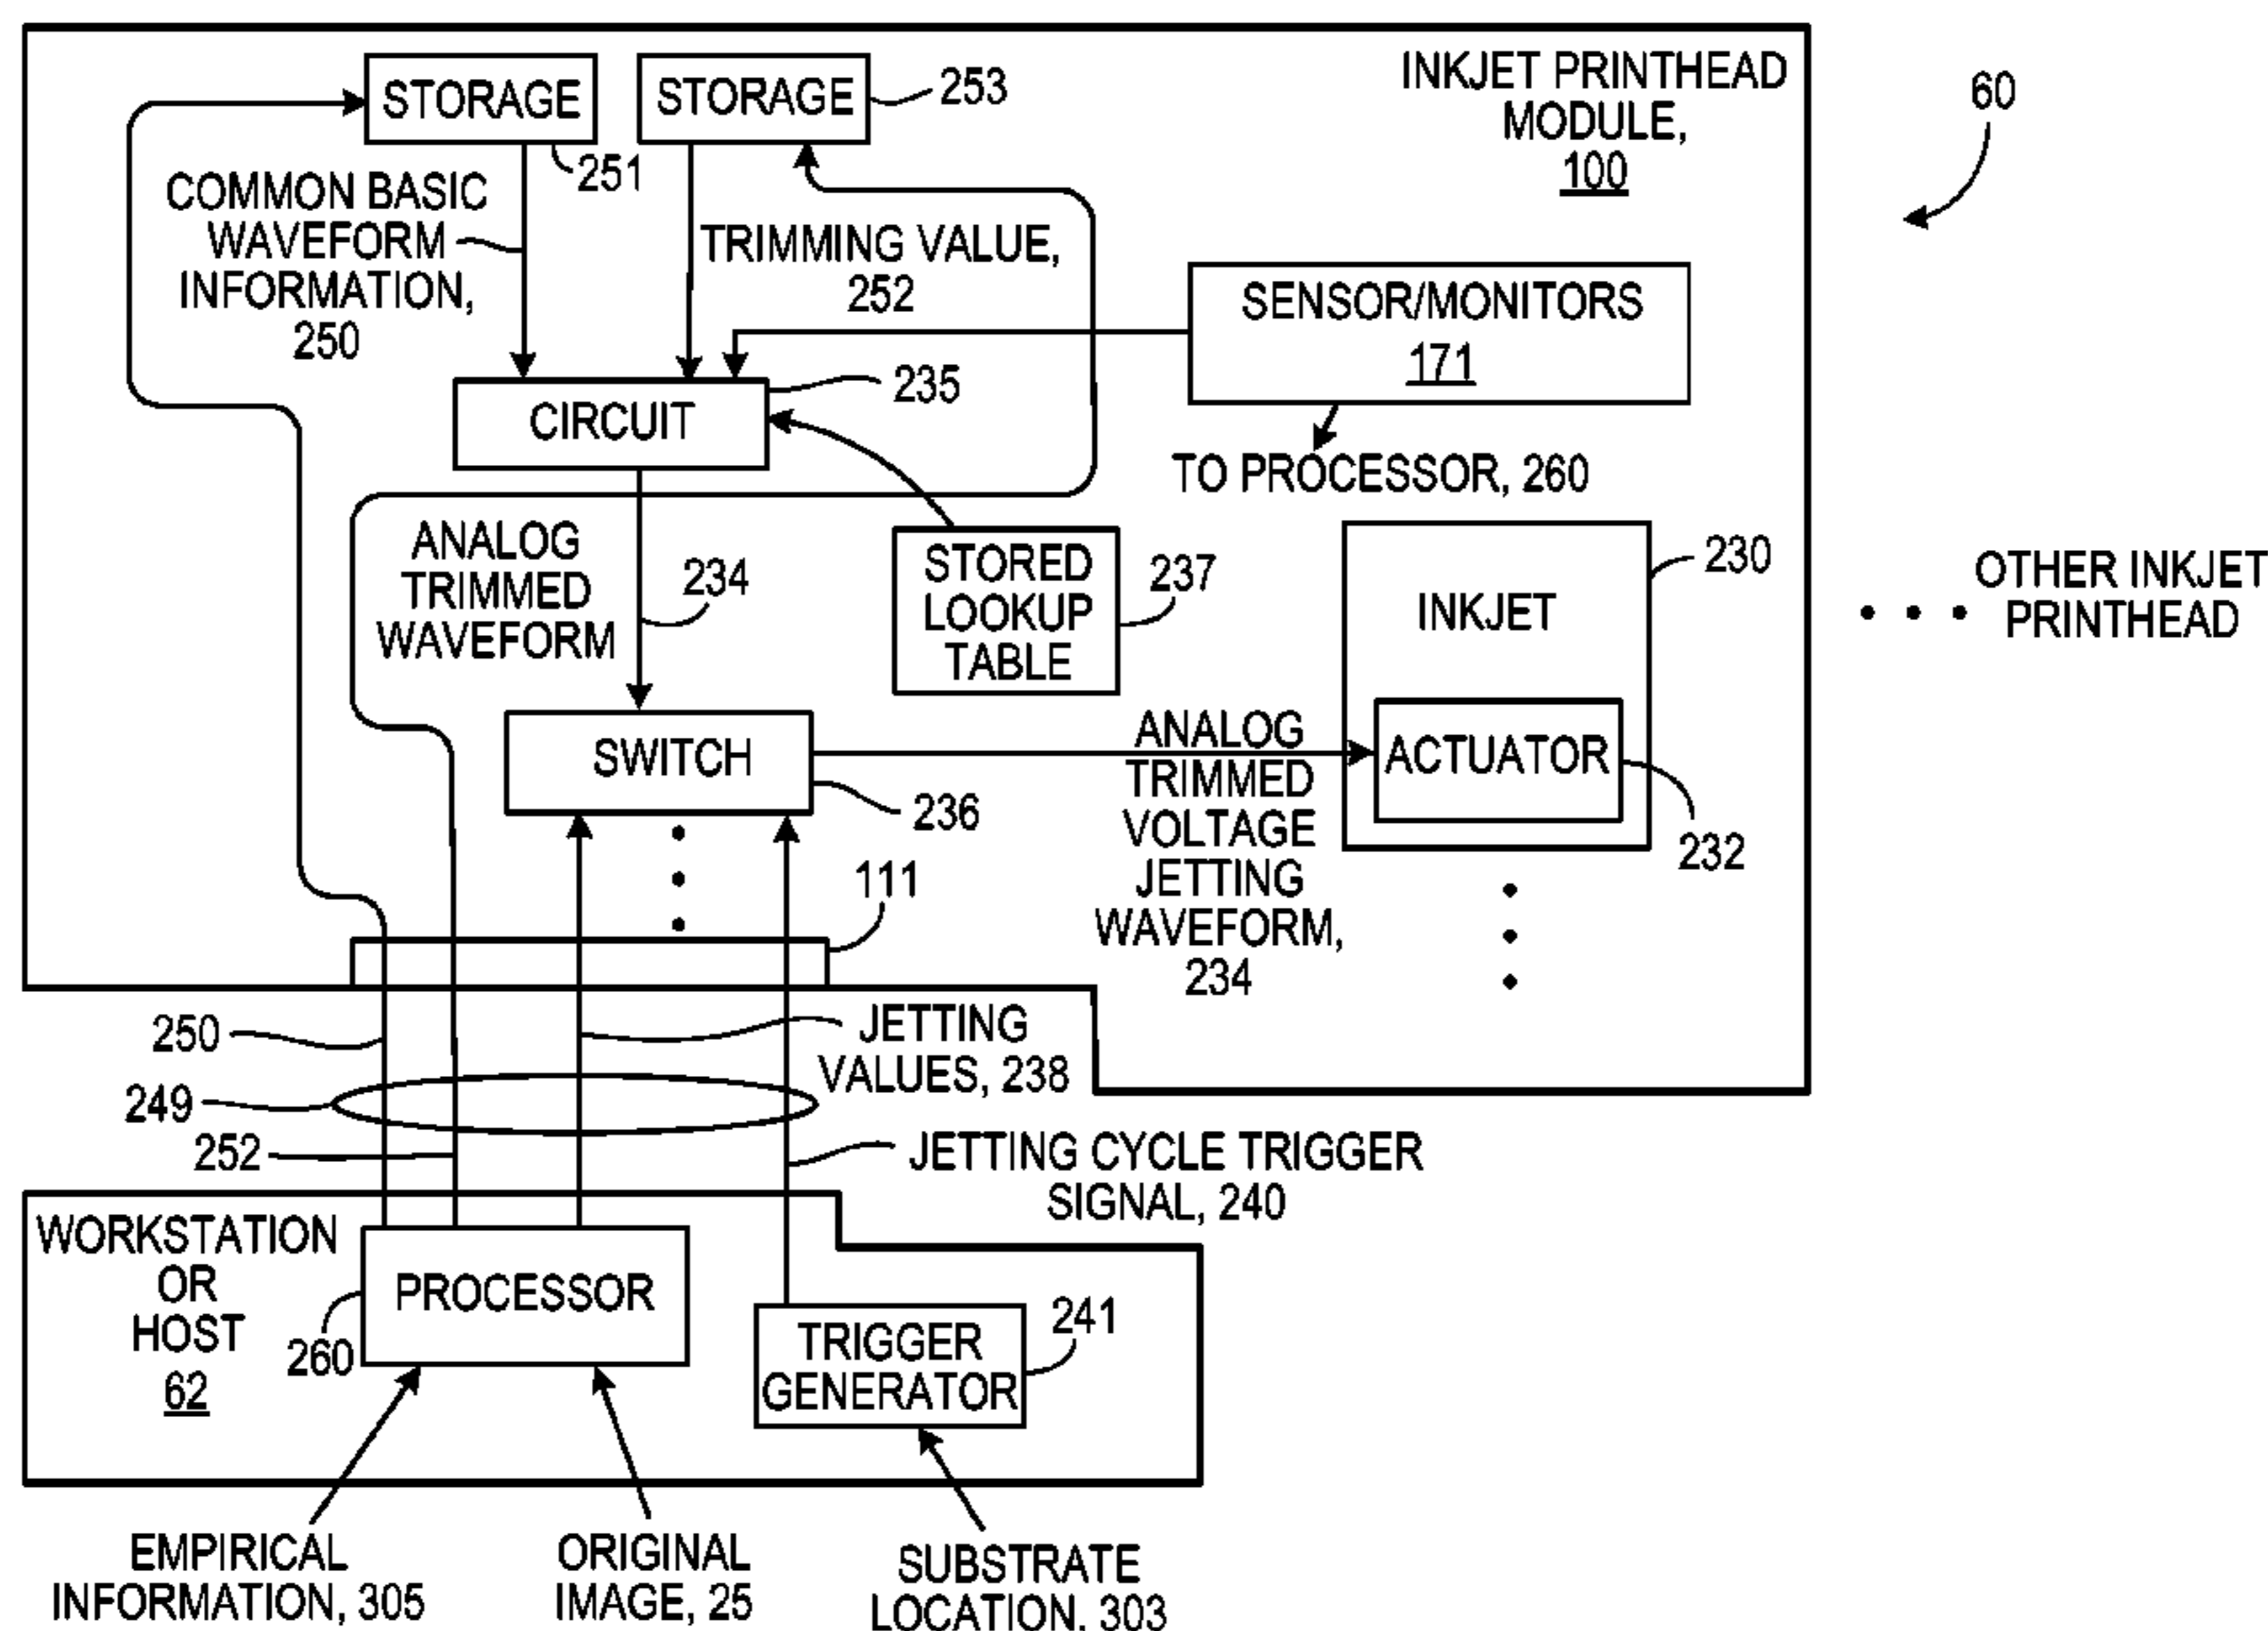 STORAGE
251
STORAGE
253
INKJET PRINTHEAD
MODULE,
100
60
COMMON BASIC
WAVEFORM
INFORMATION,
250
TRIMMING VALUE,
252
SENSOR/MONITORS
171
TO PROCESSOR, 260
CIRCUIT
235
ANALOG
TRIMMED
WAVEFORM
234
STORED
LOOKUP
TABLE
237
INKJET
230
ACTUATOR
232
OTHER INKJET
PRINTHEAD
SWITCH
236
ANALOG
TRIMMED
VOLTAGE
JETTING
WAVEFORM,
234
111
250
249
252
JETTING
VALUES, 238
JETTING CYCLE TRIGGER
SIGNAL, 240
WORKSTATION
OR
HOST
62
PROCESSOR
260
TRIGGER
GENERATOR
241
EMPIRICAL
INFORMATION, 305
ORIGINAL
IMAGE, 25
SUBSTRATE
LOCATION, 303